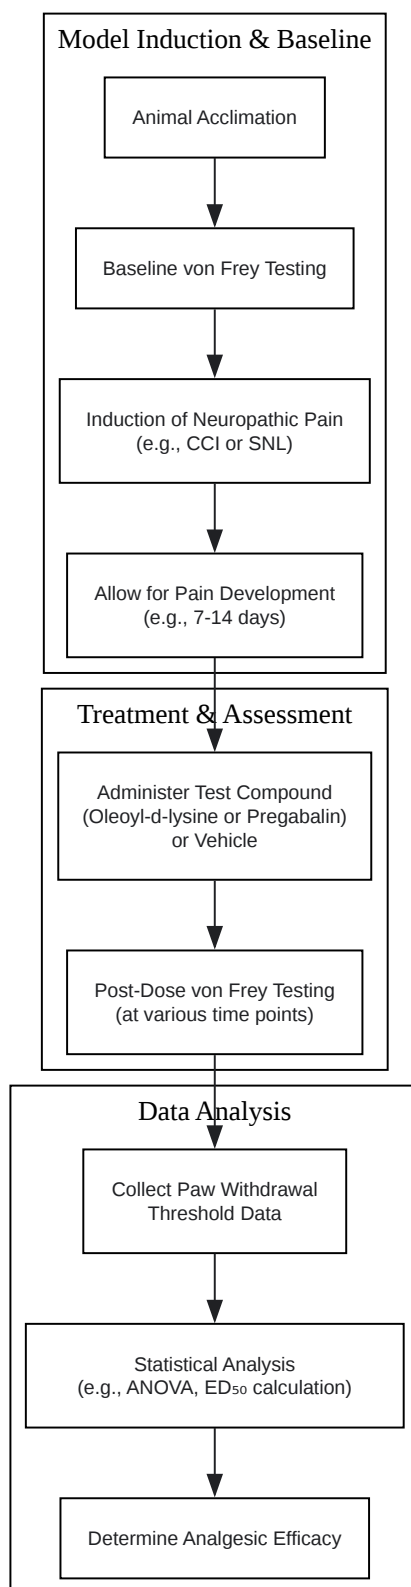 Model Induction & Baseline
Animal Acclimation
Baseline von Frey Testing
Induction of Neuropathic Pain
(e.g., CCI or SNL)
Allow for Pain Development
(e.g., 7-14 days)
Treatment & Assessment
Administer Test Compound
(Oleoyl-d-lysine or Pregabalin)
or Vehicle
Post-Dose von Frey Testing
(at various time points)
Data Analysis
Collect Paw Withdrawal
Threshold Data
Statistical Analysis
(e.g., ANOVA, ED₅₀ calculation)
Determine Analgesic Efficacy